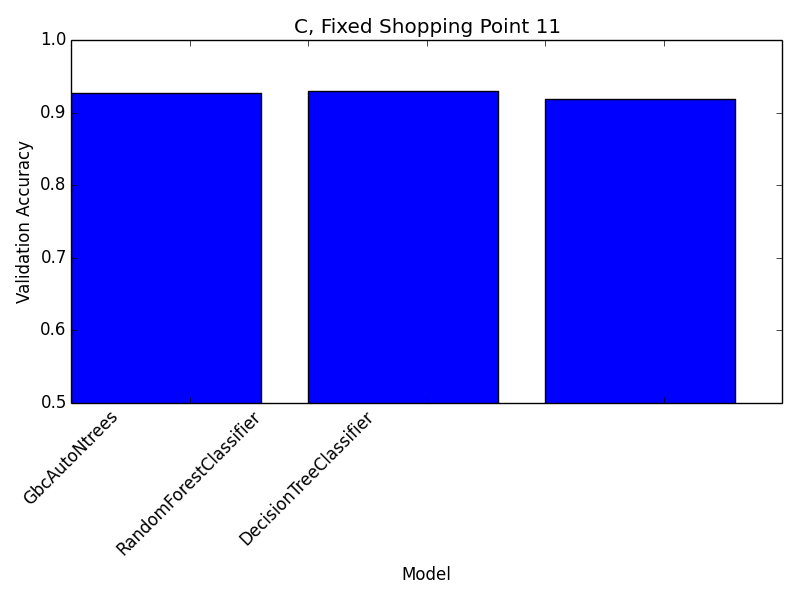 C, Fixed Shopping Point 11
1.0
0.9
0.8
0.7
0.6
0.5
Validation Accuracy
GbcAutoNtrees
RandomForestClassifier
DecisionTreeClassifier
Model